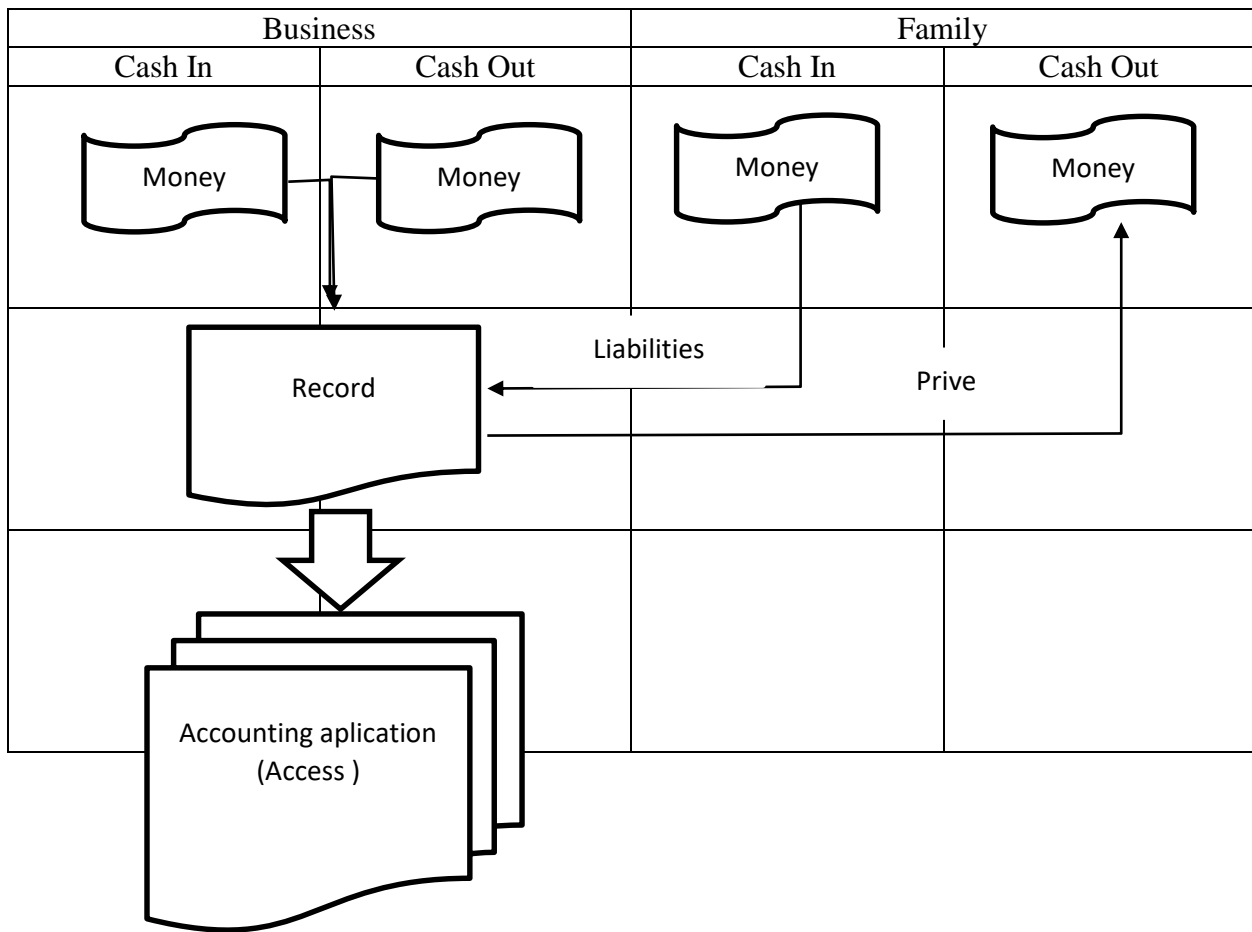 Business
Family
Cash In
Cash Out
Cash In
Cash Out
Money
Money
Money
Money
Liabilities
Record
Prive
Accounting aplication
(Access )